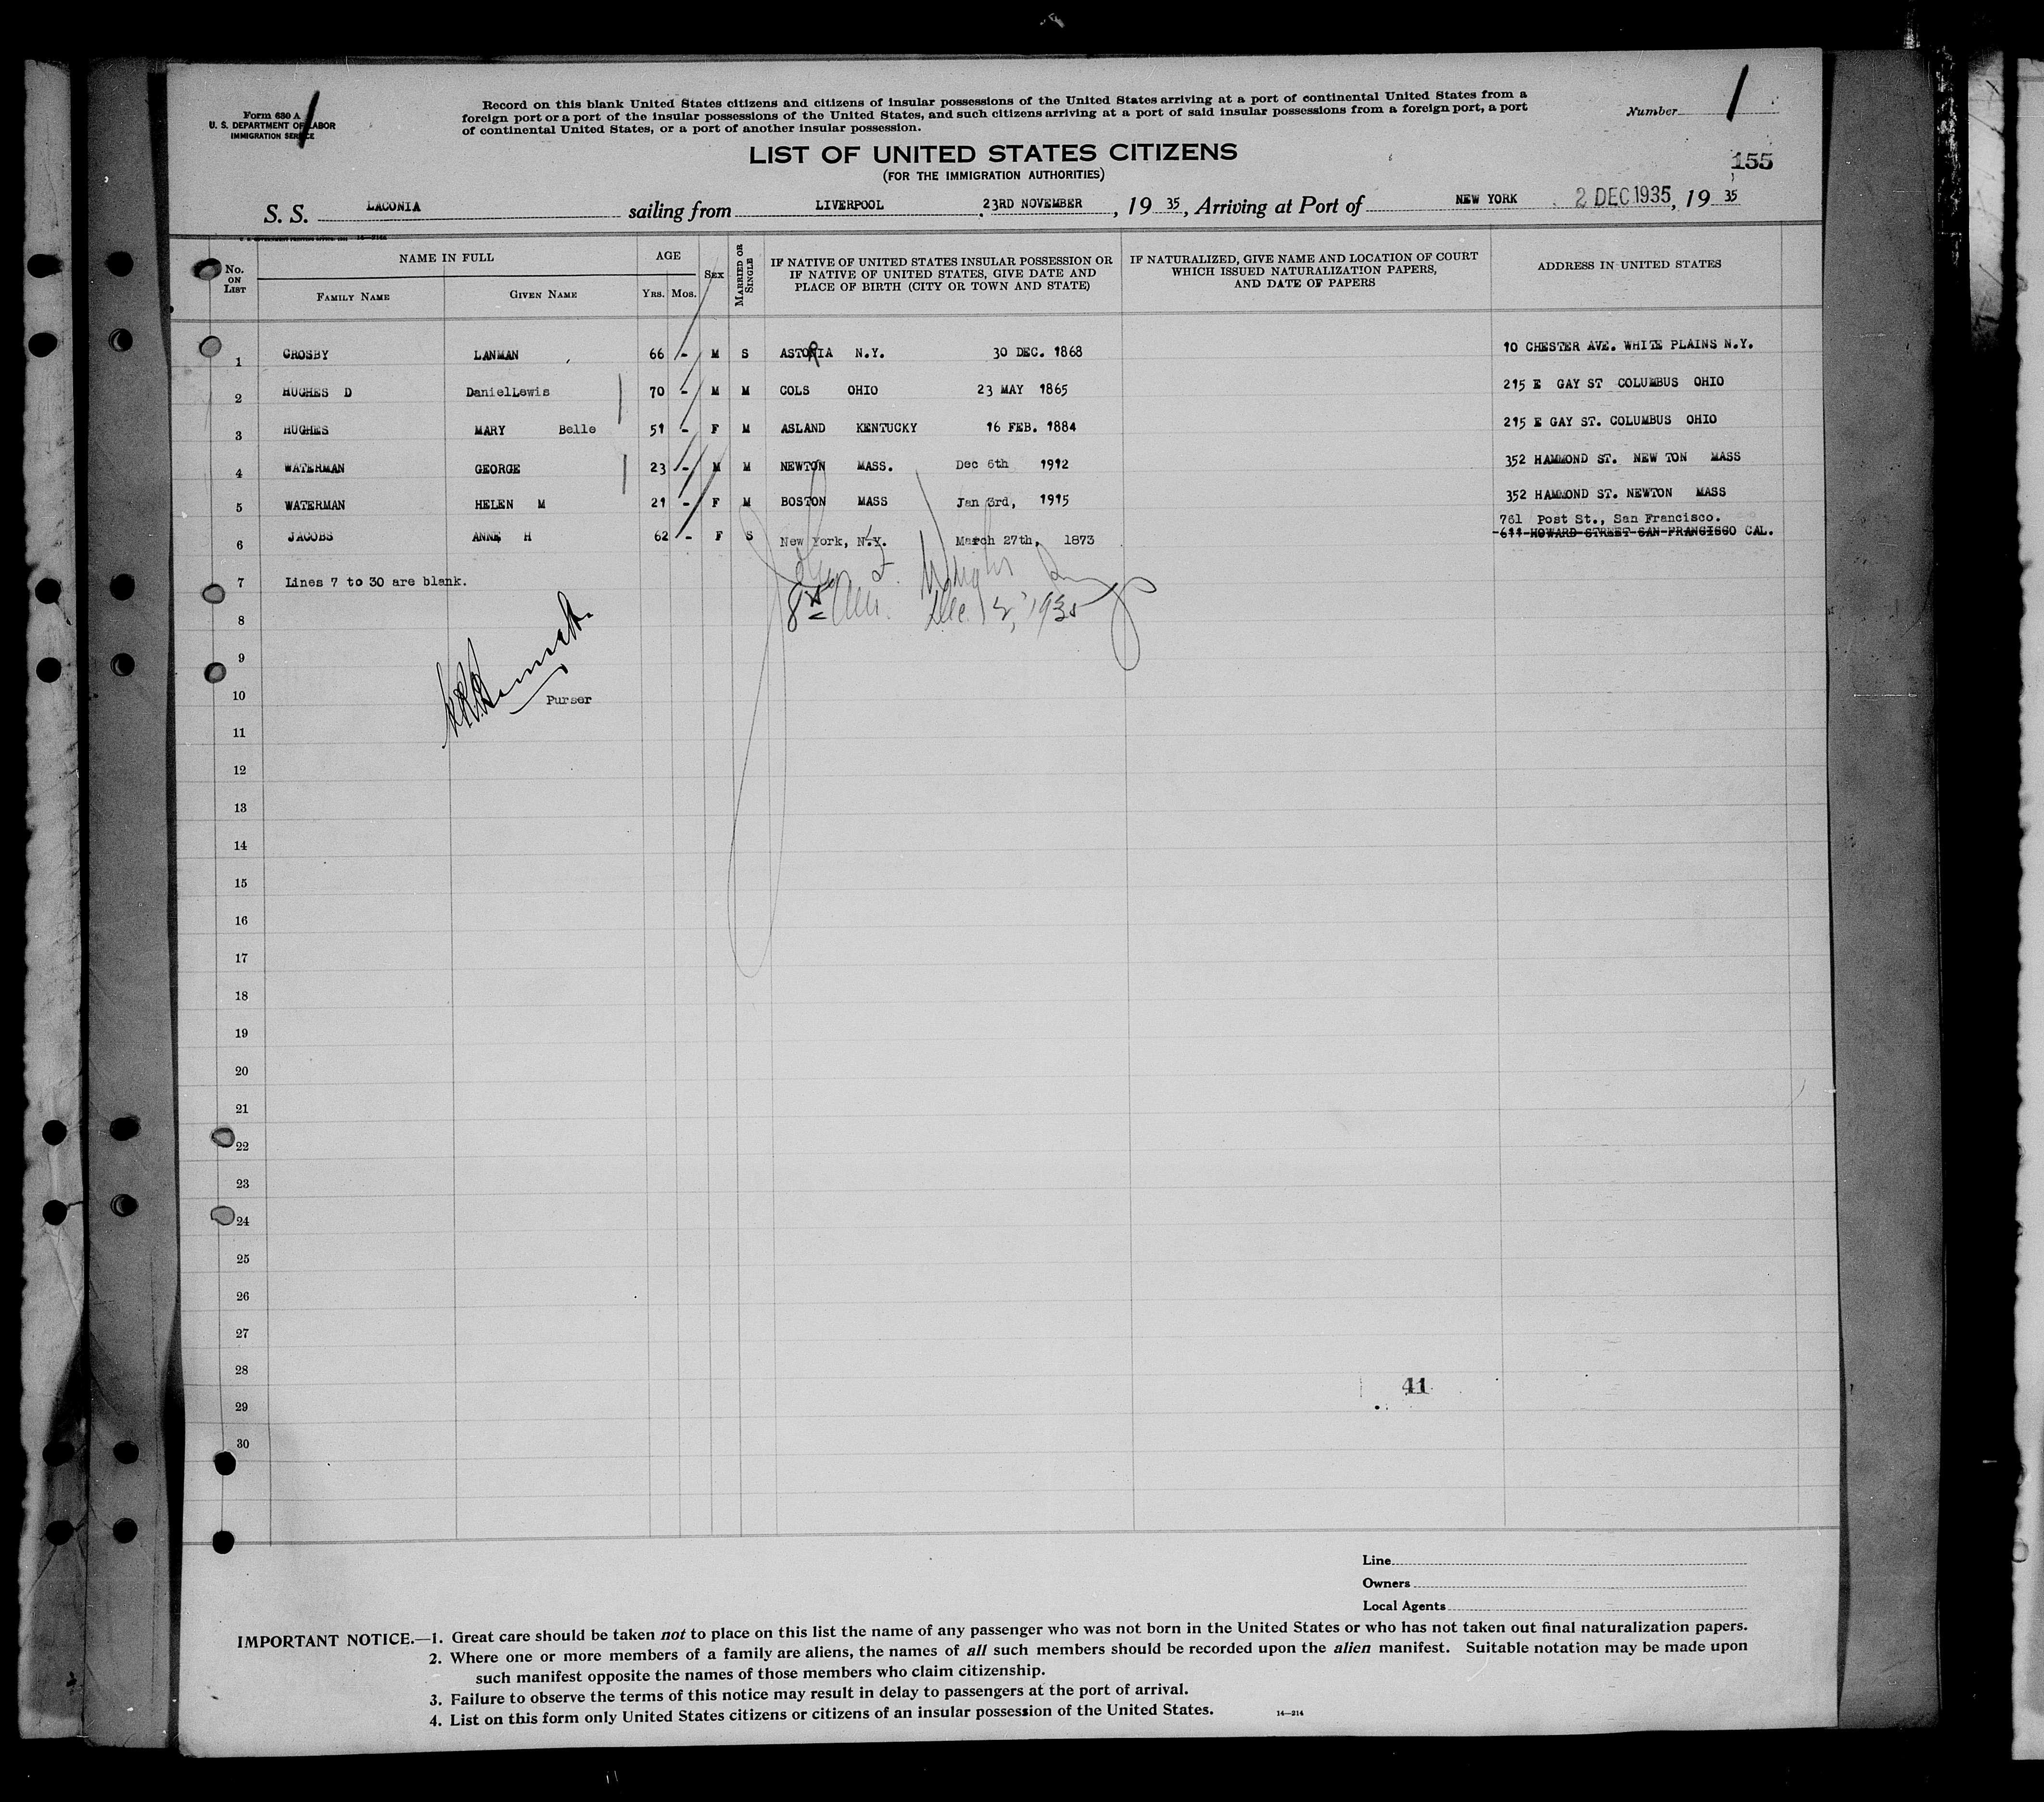 Form 630 A
U. S. DEPARTMENT OF LABOR
IMMIGRATION SERVICE
Record on this blank United States citizens and citizens of insular possessions of the United States arriving at a port of continental United States from a
foreign port or a port of the insular possessions of the United States, and such citizens arriving at a port of said insular possessions from a foreign port, a port
of continental United States, or a port of another insular possession.
Number 1
LIST OF UNITED STATES CITIZENS
(FOR THE IMMIGRATION AUTHORITIES)
155
S. S. LACONIA sailing from LIVERPOOL 23RD NOVEMBER, 19 35, Arriving at Port of NEW YORK 2 DEC 1935, 19 35
No. ON LIST
NAME IN FULL
FAMILY NAME GIVEN NAME
AGE
YRS. MOS.
SEX
MARRIED OR SINGLE
IF NATIVE OF UNITED STATES INSULAR POSSESSION OR
IF NATIVE OF UNITED STATES, GIVE DATE AND
PLACE OF BIRTH (CITY OR TOWN AND STATE)
IF NATURALIZED, GIVE NAME AND LOCATION OF COURT
WHICH ISSUED NATURALIZATION PAPERS,
AND DATE OF PAPERS
ADDRESS IN UNITED STATES
1 CROSBY LANMAN 66 - M S ASTORIA N.Y. 30 DEC. 1868 10 CHESTER AVE. WHITE PLAINS N.Y.
2 HUGHES D DanielLewis 70 - M M COLS OHIO 23 MAY 1865 215 E GAY ST COLUMBUS OHIO
3 HUGHES MARY Belle 51 - F M ASLAND KENTUCKY 16 FEB. 1884 215 E GAY ST. COLUMBUS OHIO
4 WATERMAN GEORGE 23 - M M NEWTON MASS. Dec 6th 1912 352 HAMMOND ST. NEW TON MASS
5 WATERMAN HELEN M 21 - F M BOSTON MASS Jan 3rd, 1915 352 HAMMOND ST. NEWTON MASS
761 Post St., San Francisco.
6 JACOBS ANNE H 62 - F S New York, N.Y. March 27th, 1873 611 HOWARD STREET SAN FRANCISCO CAL.
7 Lines 7 to 30 are blank.
Dec 2, 1935
8
9
10 Purser
11
12
13
14
15
16
17
18
19
20
21
22
23
24
25
26
27
28
41
29
30
Line
Owners
Local Agents
IMPORTANT NOTICE.—1. Great care should be taken not to place on this list the name of any passenger who was not born in the United States or who has not taken out final naturalization papers.
2. Where one or more members of a family are aliens, the names of all such members should be recorded upon the alien manifest. Suitable notation may be made upon
such manifest opposite the names of those members who claim citizenship.
3. Failure to observe the terms of this notice may result in delay to passengers at the port of arrival.
4. List on this form only United States citizens or citizens of an insular possession of the United States.
14—214